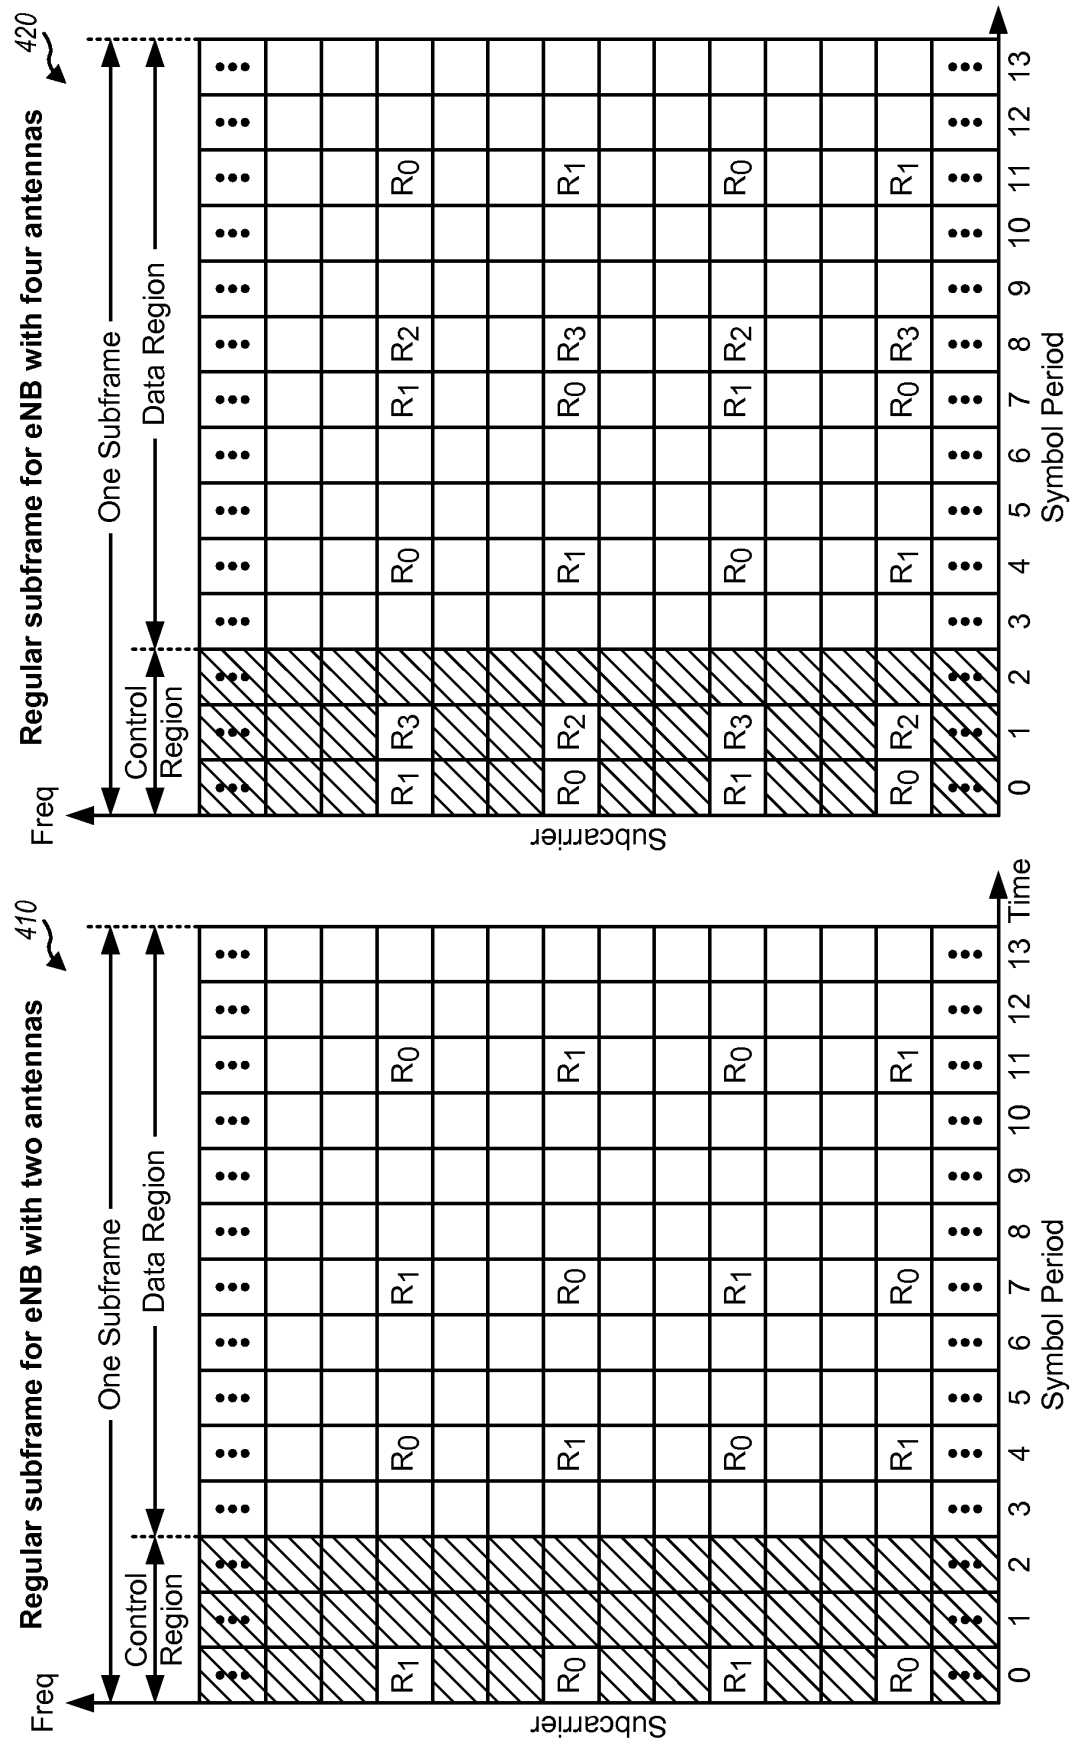 Regular subframe for eNB with two antennas
410
Freq
One Subframe
Control
Region
Data Region
Subcarrier
R0 R1 R0 R1
R1 R0 R1 R0
R0 R1 R0 R1
R1 R0 R1 R0
0 1 2 3 4 5 6 7 8 9 10 11 12 13
Time
Symbol Period
Regular subframe for eNB with four antennas
420
Freq
One Subframe
Control
Region
Data Region
Subcarrier
R1 R3 R0 R1 R2 R0
R0 R2 R1 R0 R3 R1
R1 R3 R0 R1 R2 R0
R0 R2 R1 R0 R3 R1
0 1 2 3 4 5 6 7 8 9 10 11 12 13
Symbol Period